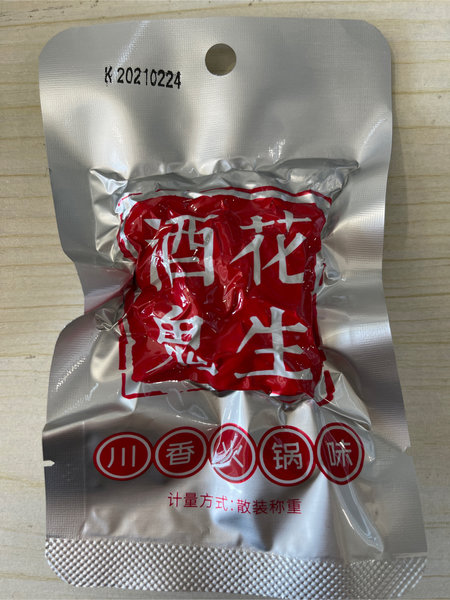 K 20210224
酒花
鬼生
川香火锅味
计量方式:散装称重